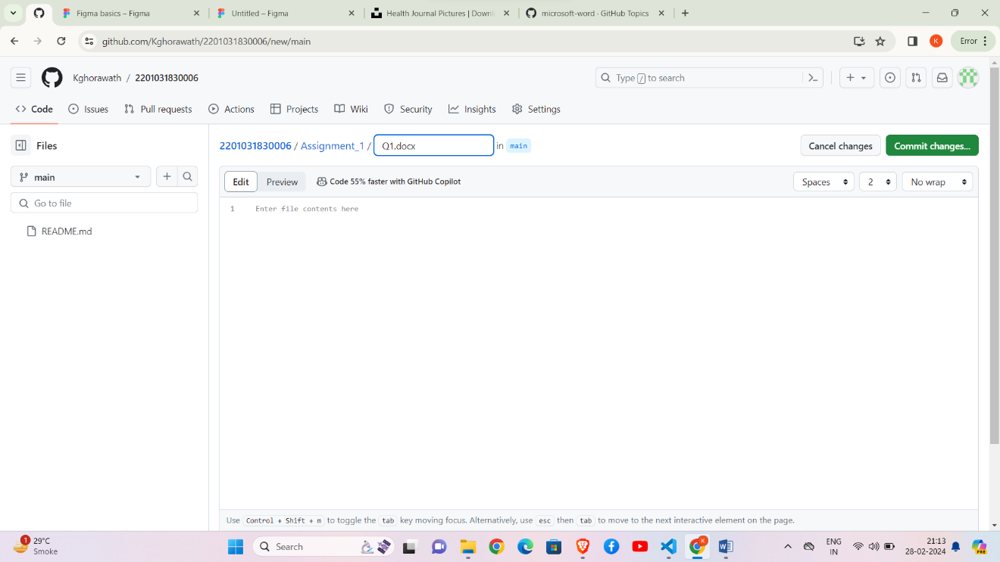 Figma basics – Figma
Untitled – Figma
Health Journal Pictures | Downl
microsoft-word · GitHub Topics
github.com/Kghorawath/2201031830006/new/main
K
Error
Kghorawath / 2201031830006
Type / to search
Code
Issues
Pull requests
Actions
Projects
Wiki
Security
Insights
Settings
Files
2201031830006 / Assignment_1 / Q1.docx in main
Cancel changes
Commit changes...
main
Edit
Preview
Code 55% faster with GitHub Copilot
Spaces
2
No wrap
Go to file
1 Enter file contents here
README.md
Use Control + Shift + m to toggle the tab key moving focus. Alternatively, use esc then tab to move to the next interactive element on the page.
1
29°C
Smoke
Search
K
ENG
IN
21:13
28-02-2024
PRE